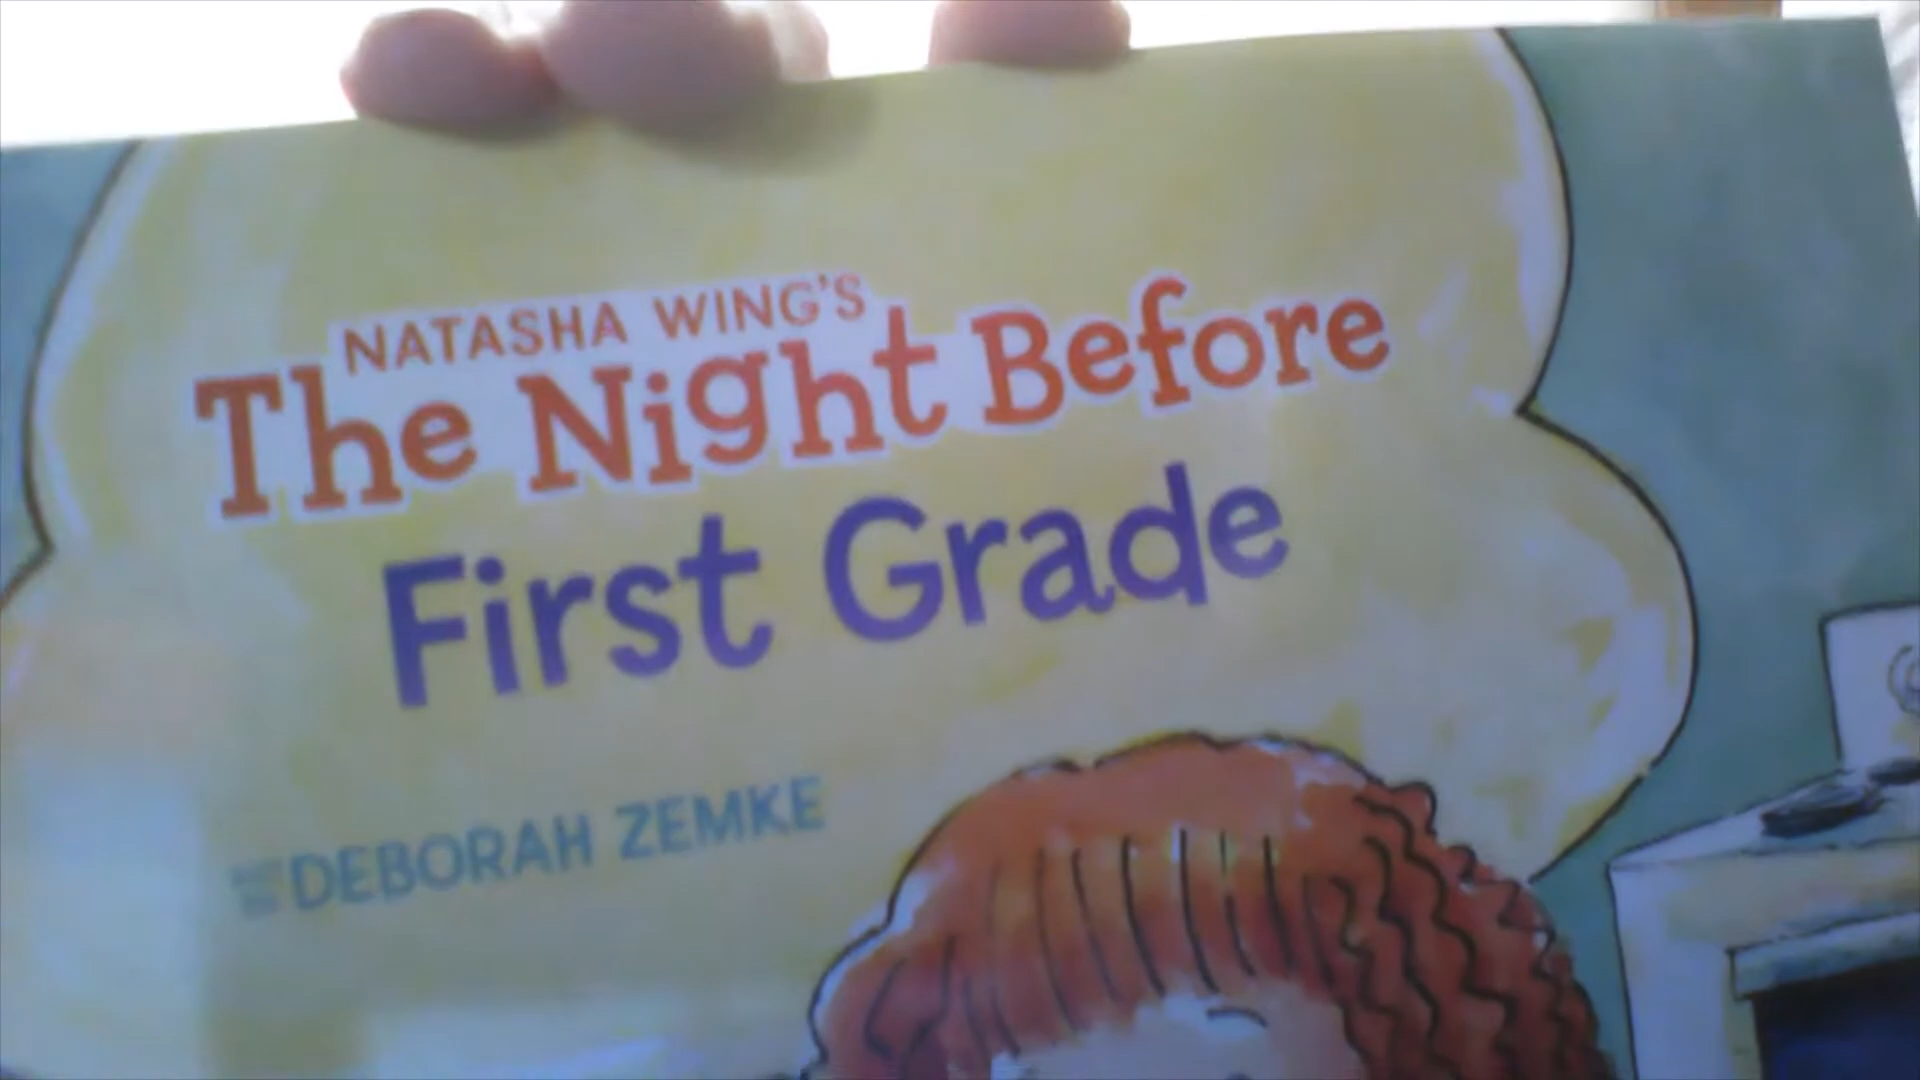 NATASHA WING'S
The Night Before
First Grade
DEBORAH ZEMKE